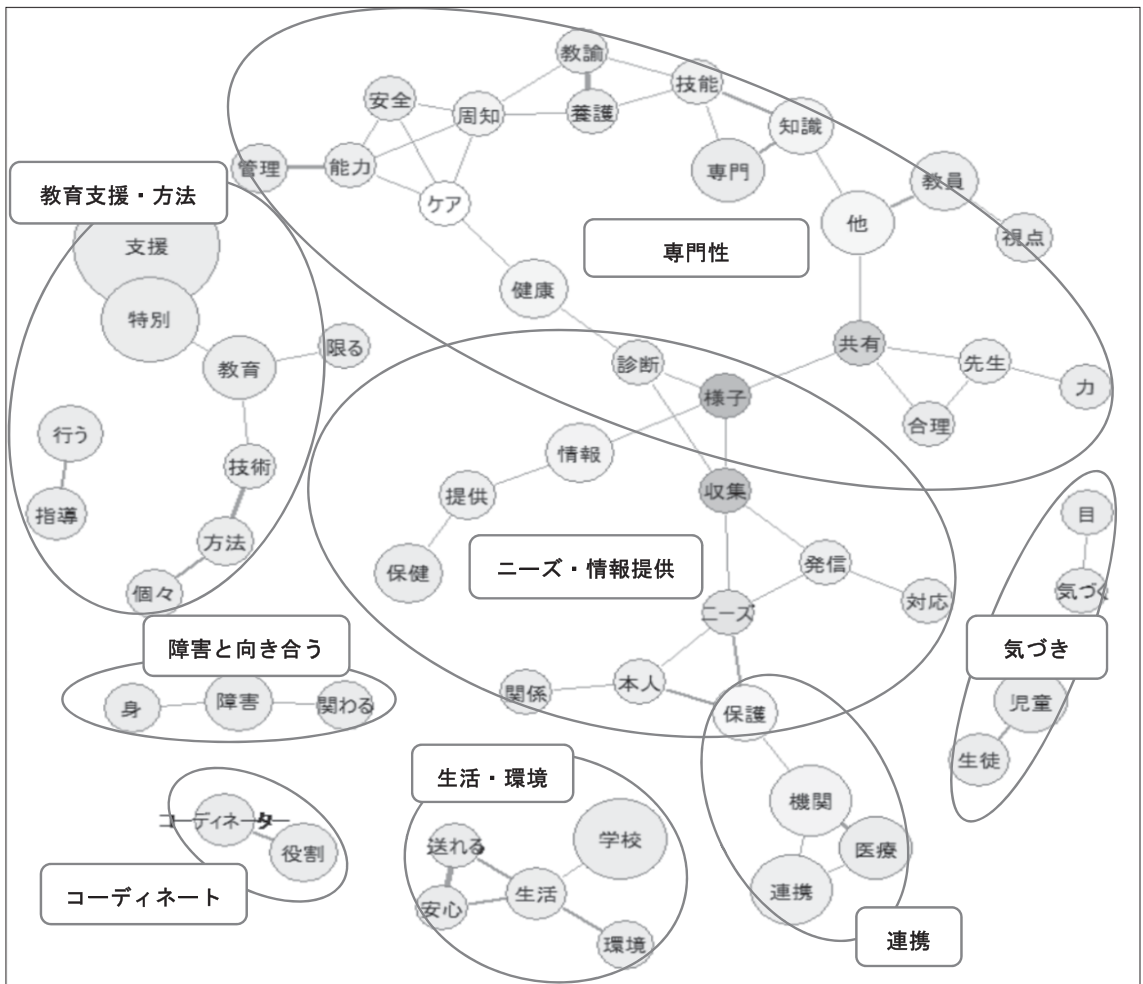 教諭
技能
安全
周知
養護
知識
管理
能力
専門
教員
教育支援・方法
ケア
他
視点
支援
専門性
健康
特別
限る
教育
診断
共有
先生
様子
力
合理
行う
情報
技術
収集
提供
指導
目
方法
ニーズ・情報提供
発信
保健
個々
気づく
対応
ニーズ
障害と向き合う
気づき
本人
関係
身
障害
関わる
保護
児童
生徒
生活・環境
機関
コーディネーター
学校
送れる
役割
医療
コーディネート
連携
生活
安心
環境
連携